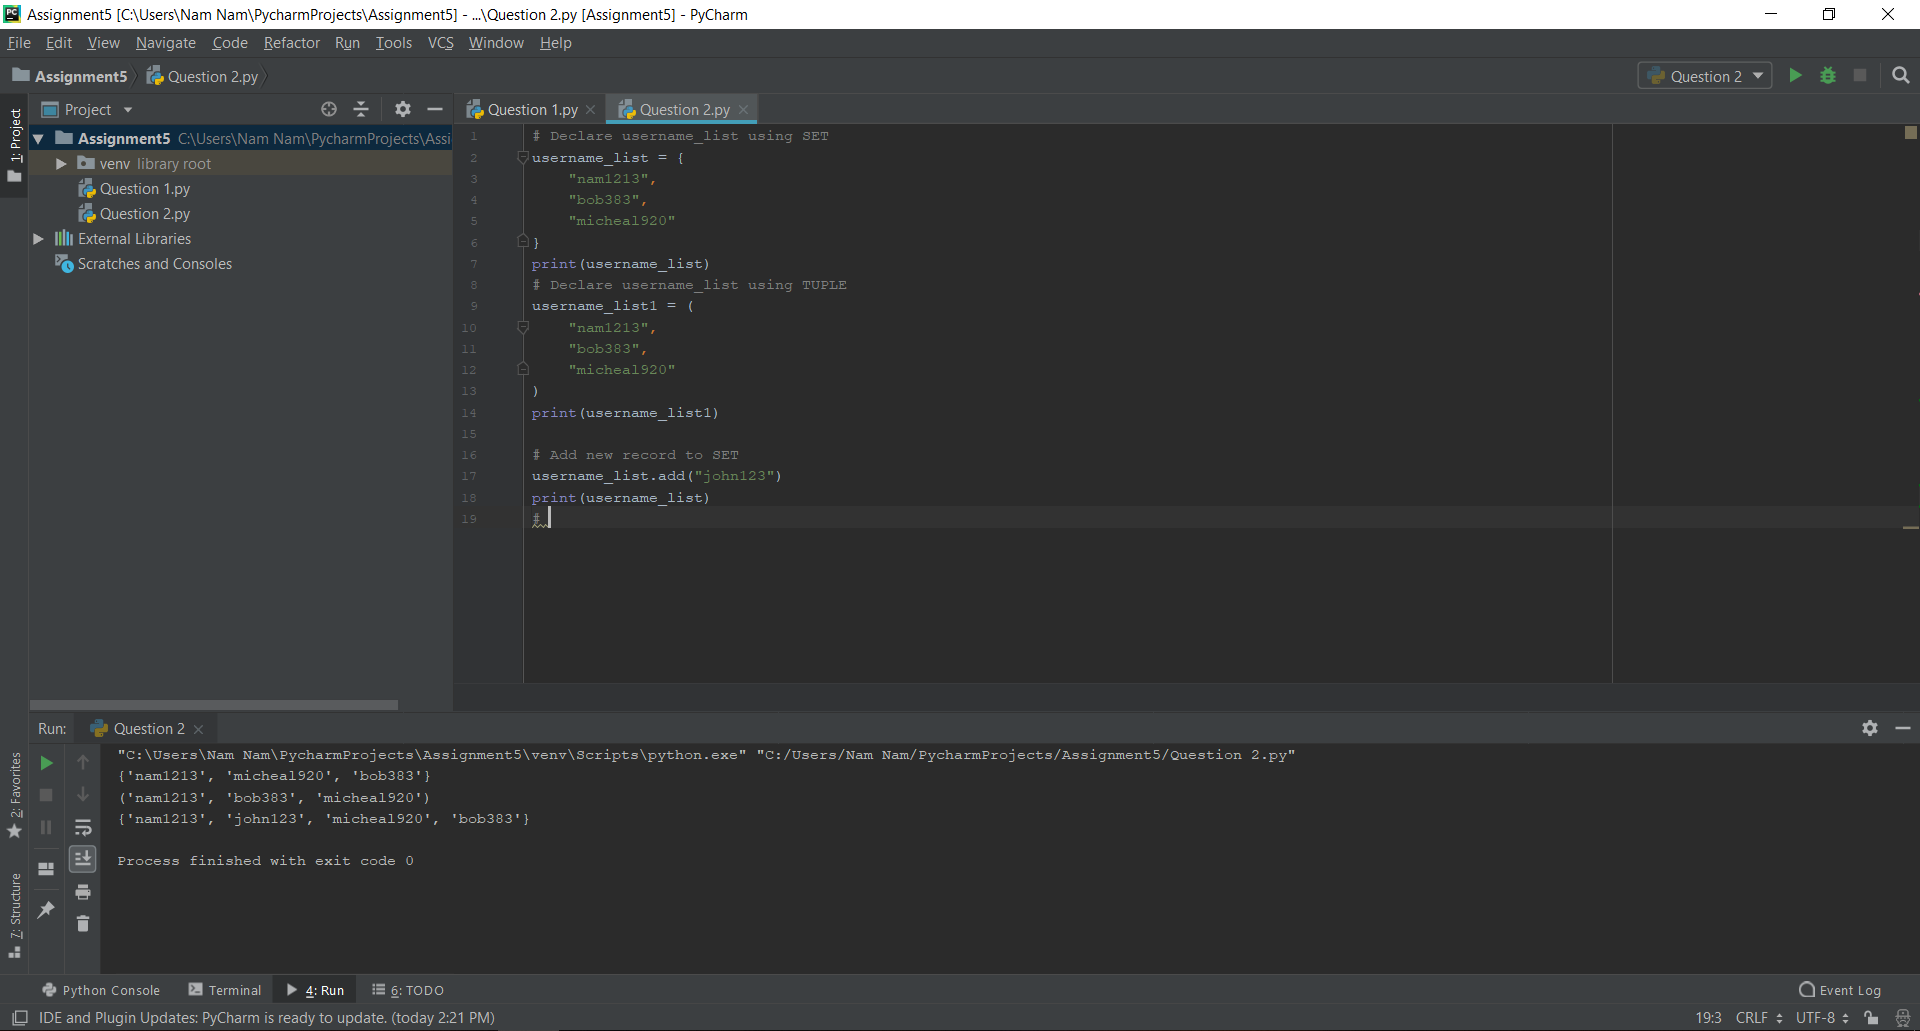 Assignment5 [C:\Users\Nam Nam\PycharmProjects\Assignment5] - ...\Question 2.py [Assignment5] - PyCharm
File Edit View Navigate Code Refactor Run Tools VCS Window Help
Assignment5 Question 2.py Question 2
Project Question 1.py Question 2.py
1: Project
Assignment5 C:\Users\Nam Nam\PycharmProjects\Assi
venv library root
Question 1.py
Question 2.py
External Libraries
Scratches and Consoles
1 # Declare username_list using SET
2 username_list = {
3 "nam1213",
4 "bob383",
5 "micheal920"
6 }
7 print(username_list)
8 # Declare username_list using TUPLE
9 username_list1 = (
10 "nam1213",
11 "bob383",
12 "micheal920"
13 )
14 print(username_list1)
15
16 # Add new record to SET
17 username_list.add("john123")
18 print(username_list)
19 #
Run: Question 2
"C:\Users\Nam Nam\PycharmProjects\Assignment5\venv\Scripts\python.exe" "C:/Users/Nam Nam/PycharmProjects/Assignment5/Question 2.py"
{'nam1213', 'micheal920', 'bob383'}
('nam1213', 'bob383', 'micheal920')
{'nam1213', 'john123', 'micheal920', 'bob383'}
Process finished with exit code 0
2: Favorites
7: Structure
Python Console Terminal 4: Run 6: TODO Event Log
IDE and Plugin Updates: PyCharm is ready to update. (today 2:21 PM) 19:3 CRLF UTF-8